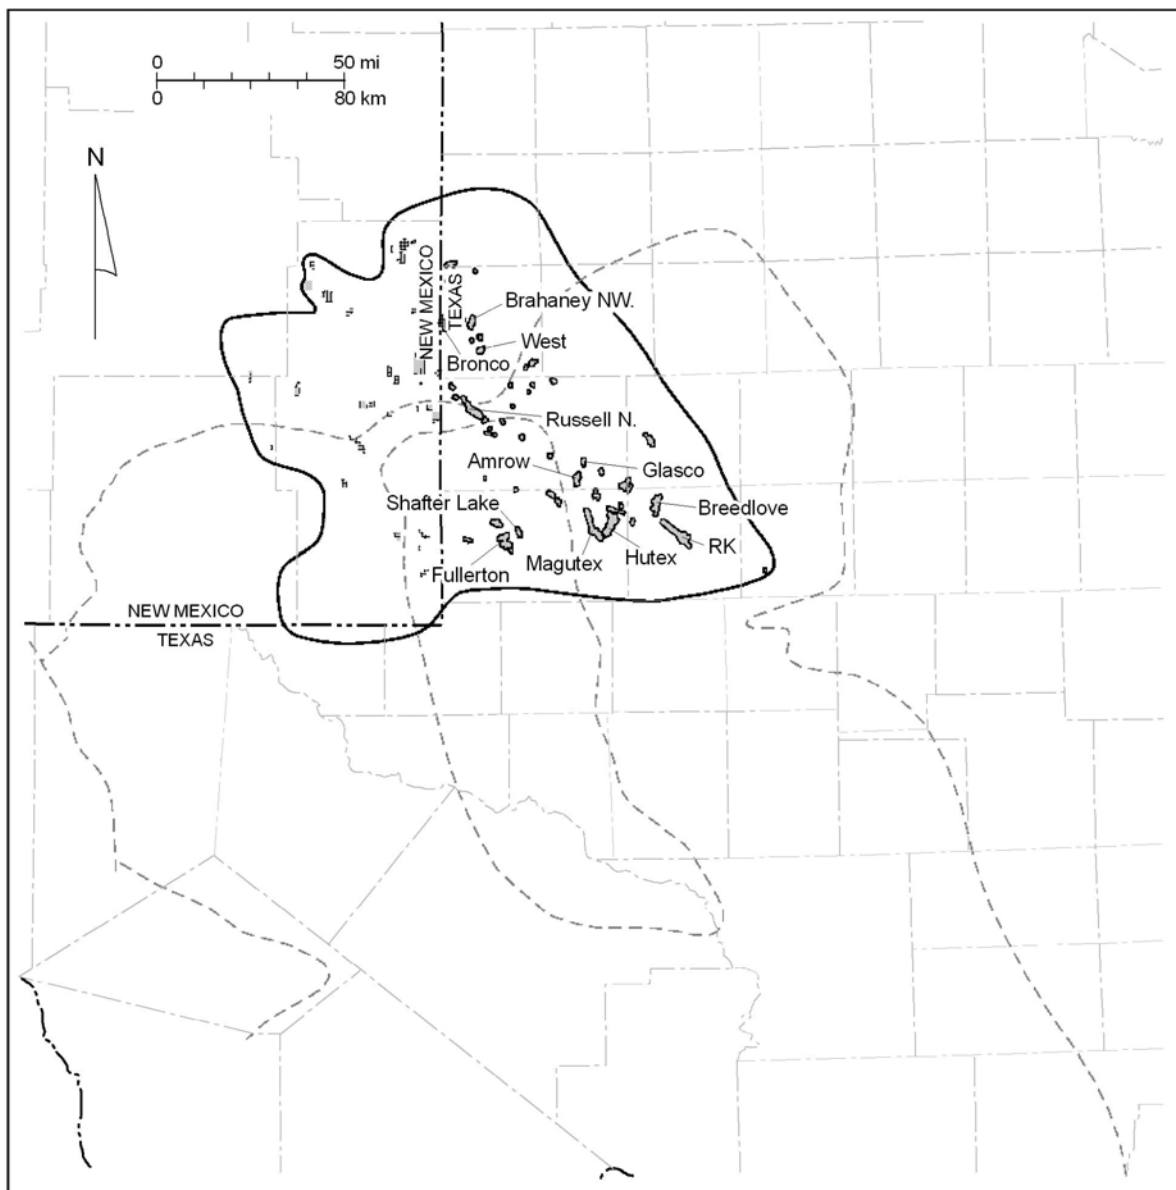 0 50 mi
0 80 km
N
NEW MEXICO
TEXAS
Brahaney NW.
West
Bronco
Russell N.
Amrow
Glasco
Shafter Lake
Breedlove
RK
Magutex
Hutex
Fullerton
NEW MEXICO
TEXAS